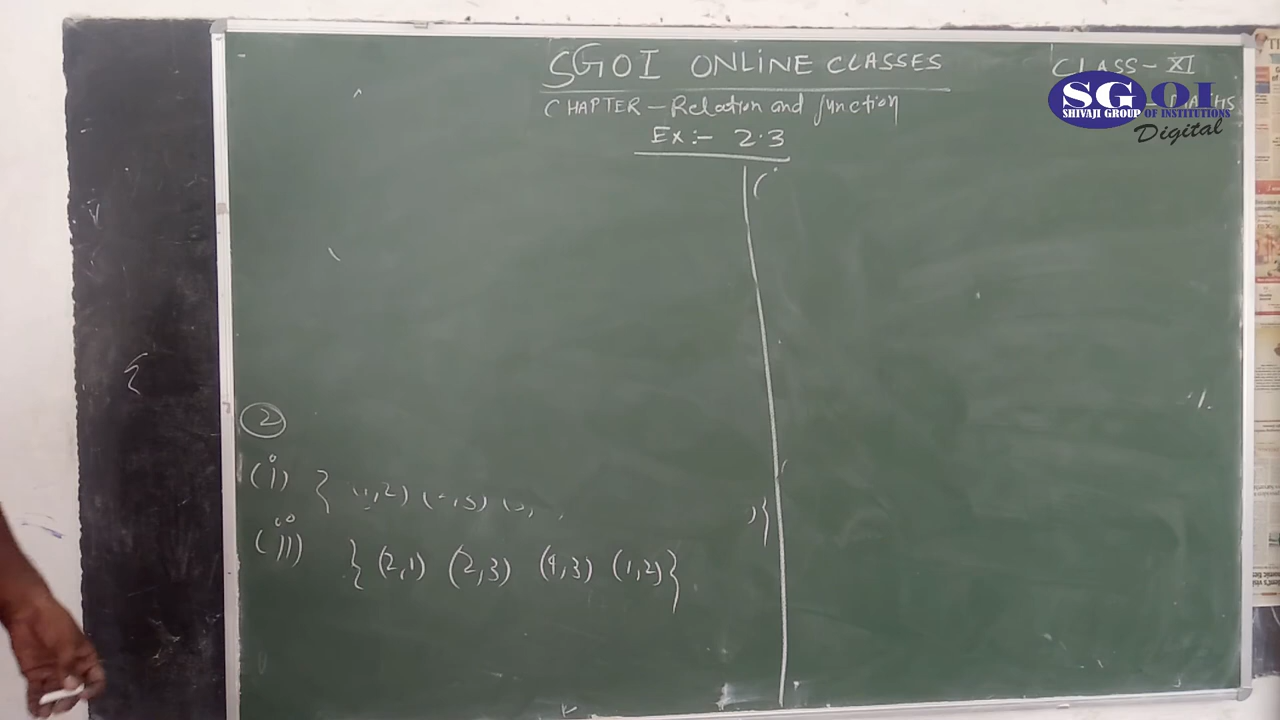 SGOI ONLINE CLASSES
CLASS - XI
CHAPTER - Relation and function
Ex:- 2.3
SGOI
SHIVAJI GROUP OF INSTITUTIONS
Digital
2
(i) {
(ii) { (2,1) (2,3) (4,3) (1,2) }